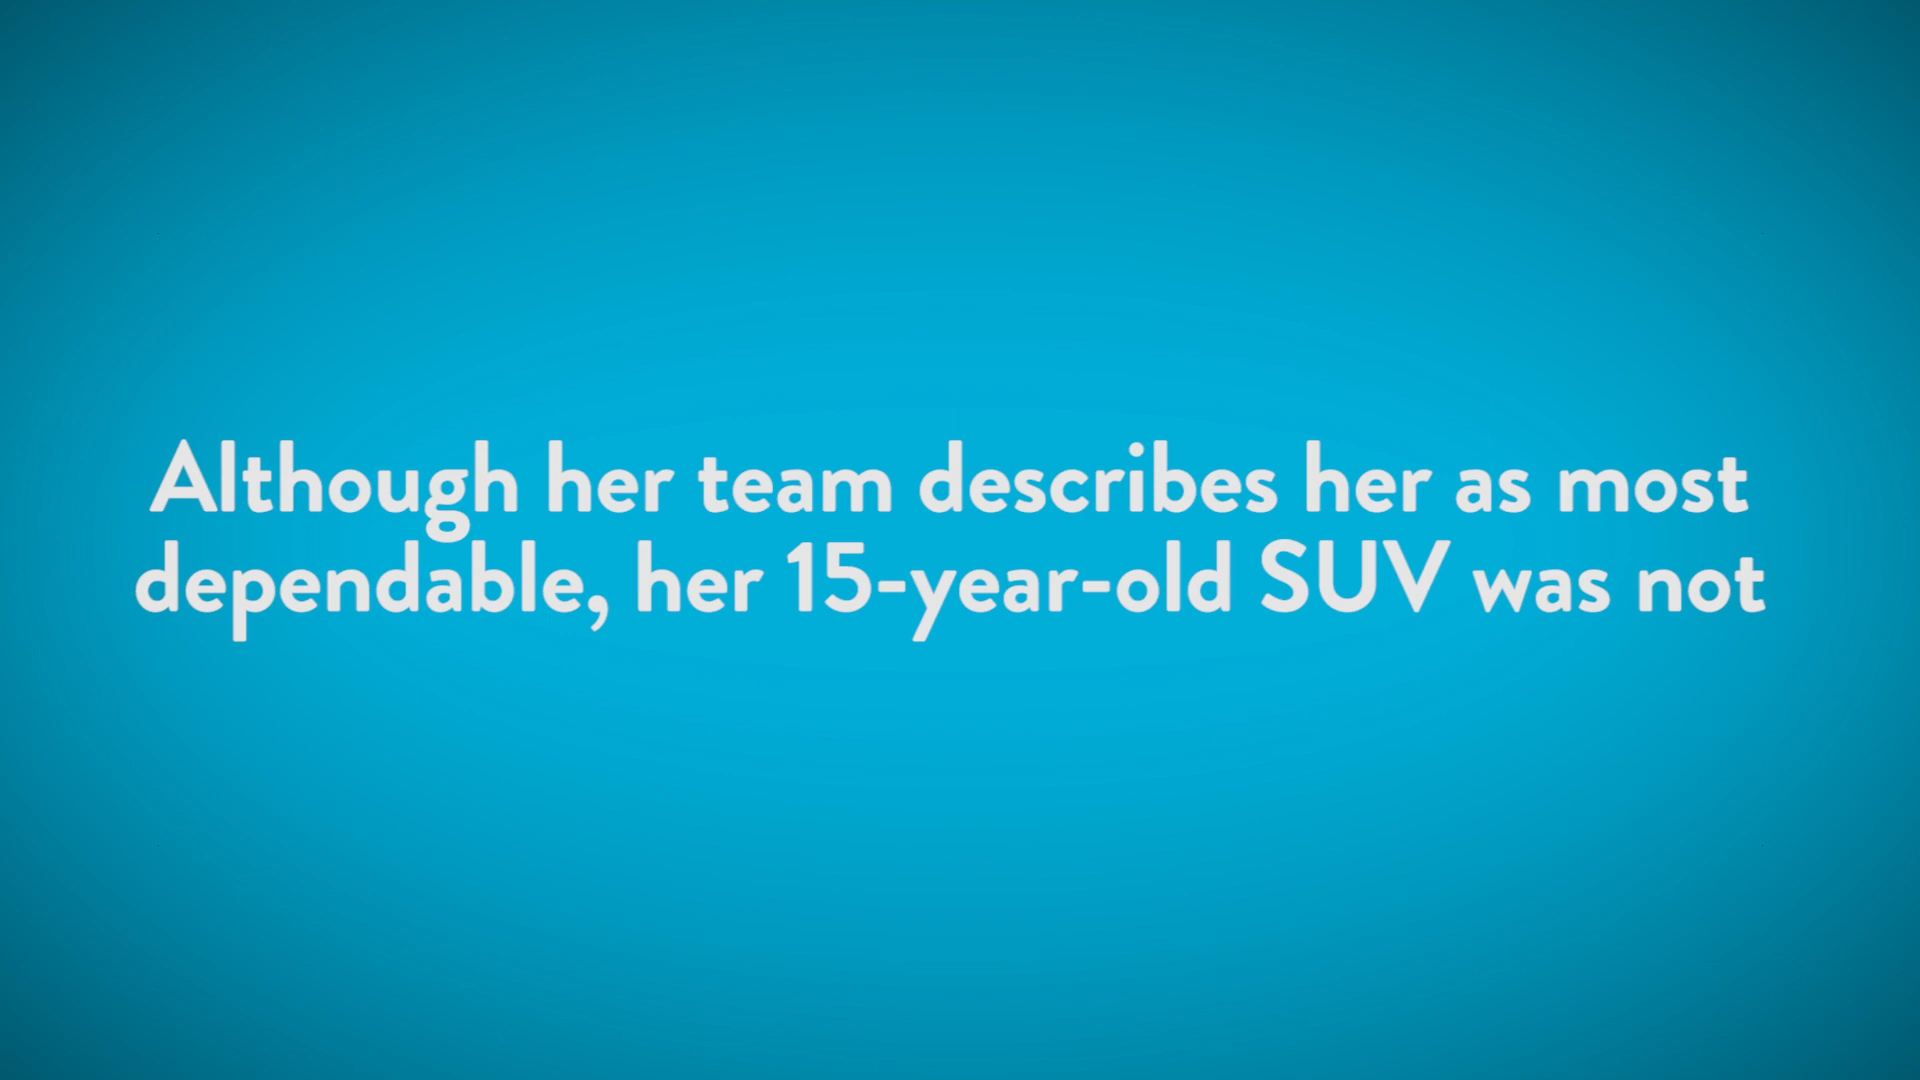 Although her team describes her as most
dependable, her 15-year-old SUV was not